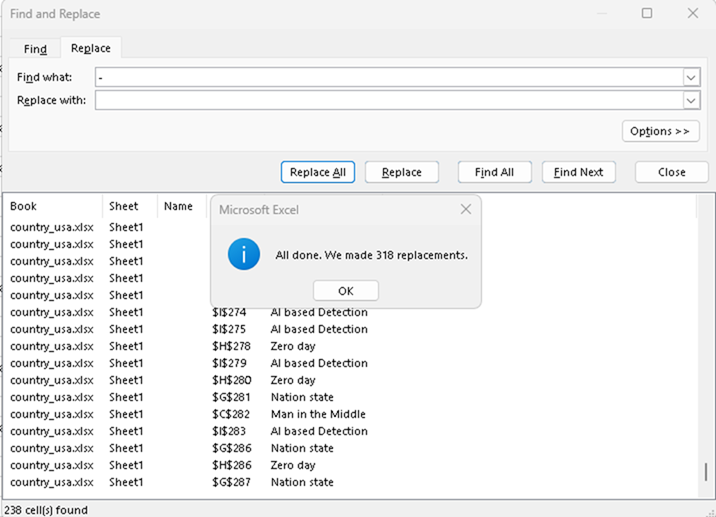 Find and Replace
Find
Replace
Find what: -
Replace with:
Options >>
Replace All Replace Find All Find Next Close
Book Sheet Name
Microsoft Excel
All done. We made 318 replacements.
OK
country_usa.xlsx Sheet1
country_usa.xlsx Sheet1
country_usa.xlsx Sheet1
country_usa.xlsx Sheet1
country_usa.xlsx Sheet1
country_usa.xlsx Sheet1 $I$274 AI based Detection
country_usa.xlsx Sheet1 $I$275 AI based Detection
country_usa.xlsx Sheet1 $H$278 Zero day
country_usa.xlsx Sheet1 $I$279 AI based Detection
country_usa.xlsx Sheet1 $H$280 Zero day
country_usa.xlsx Sheet1 $G$281 Nation state
country_usa.xlsx Sheet1 $C$282 Man in the Middle
country_usa.xlsx Sheet1 $I$283 AI based Detection
country_usa.xlsx Sheet1 $G$286 Nation state
country_usa.xlsx Sheet1 $H$286 Zero day
country_usa.xlsx Sheet1 $G$287 Nation state
238 cell(s) found